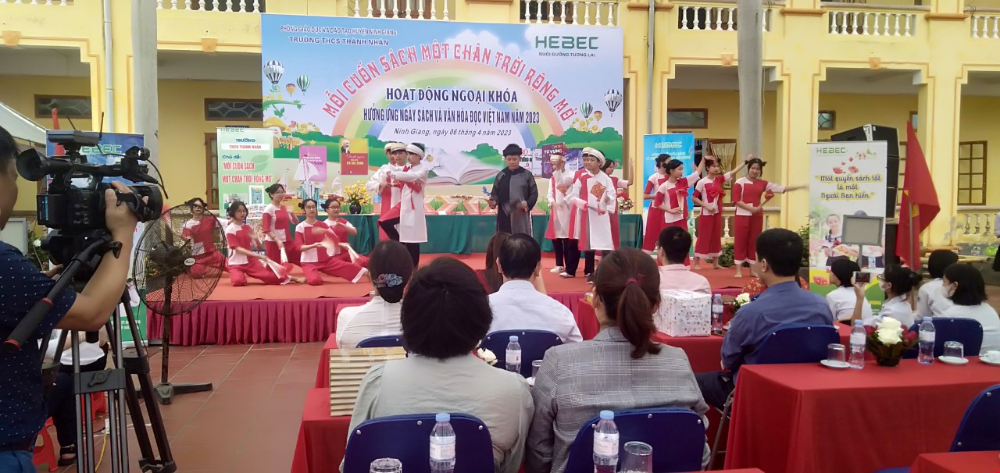 PHÒNG GIÁO DỤC VÀ ĐÀO TẠO HUYỆN NINH GIANG
TRƯỜNG THCS THÀNH NHÂN
HEBEC
NUÔI DƯỠNG TƯƠNG LAI
MỖI CUỐN SÁCH MỘT CHÂN TRỜI RỘNG MỞ
HOẠT ĐỘNG NGOẠI KHÓA
HƯỞNG ỨNG NGÀY SÁCH VÀ VĂN HÓA ĐỌC VIỆT NAM NĂM 2023
Ninh Giang, ngày 06 tháng 4 năm 2023
HEBEC
TRƯỜNG
THCS THÀNH NHÂN
Chủ đề:
"MỖI CUỐN SÁCH
MỘT CHÂN TRỜI RỘNG MỞ"
HEBEC
HEBEC
HEBEC
Một quyển sách tốt
là một
Người Bạn hiền